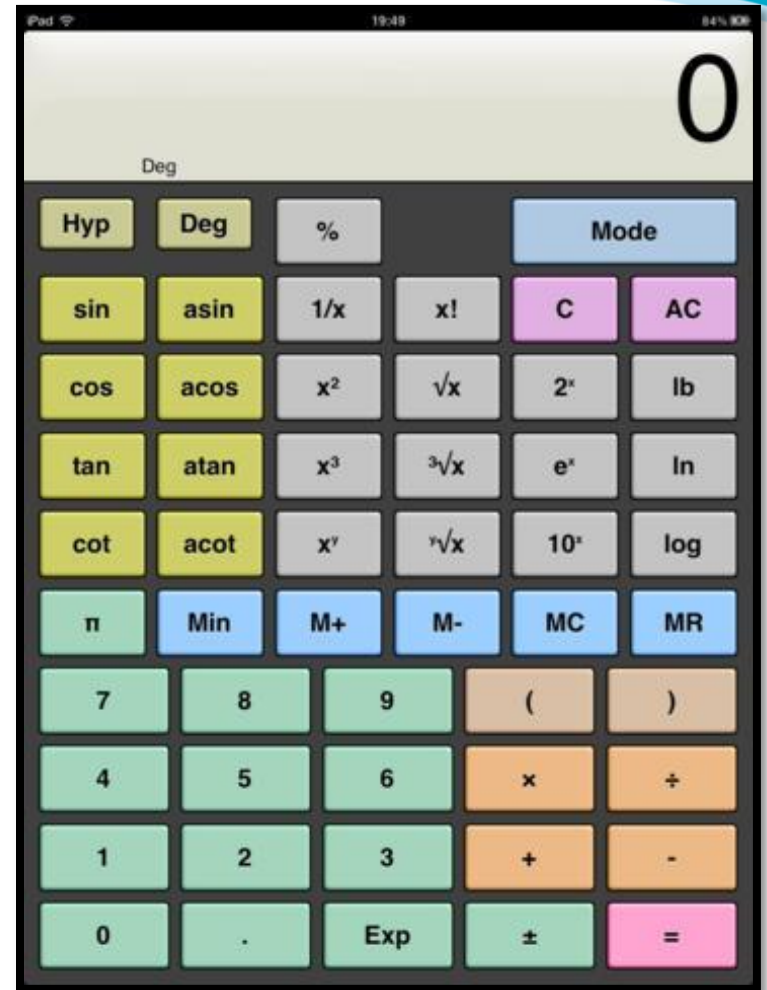 iPad 19:49 84%
0
Deg
Hyp Deg % Mode
sin asin 1/x x! C AC
cos acos x² √x 2ˣ lb
tan atan x³ ³√x eˣ ln
cot acot xʸ ʸ√x 10ˣ log
π Min M+ M- MC MR
7 8 9 ( )
4 5 6 × ÷
1 2 3 + -
0 . Exp ± =